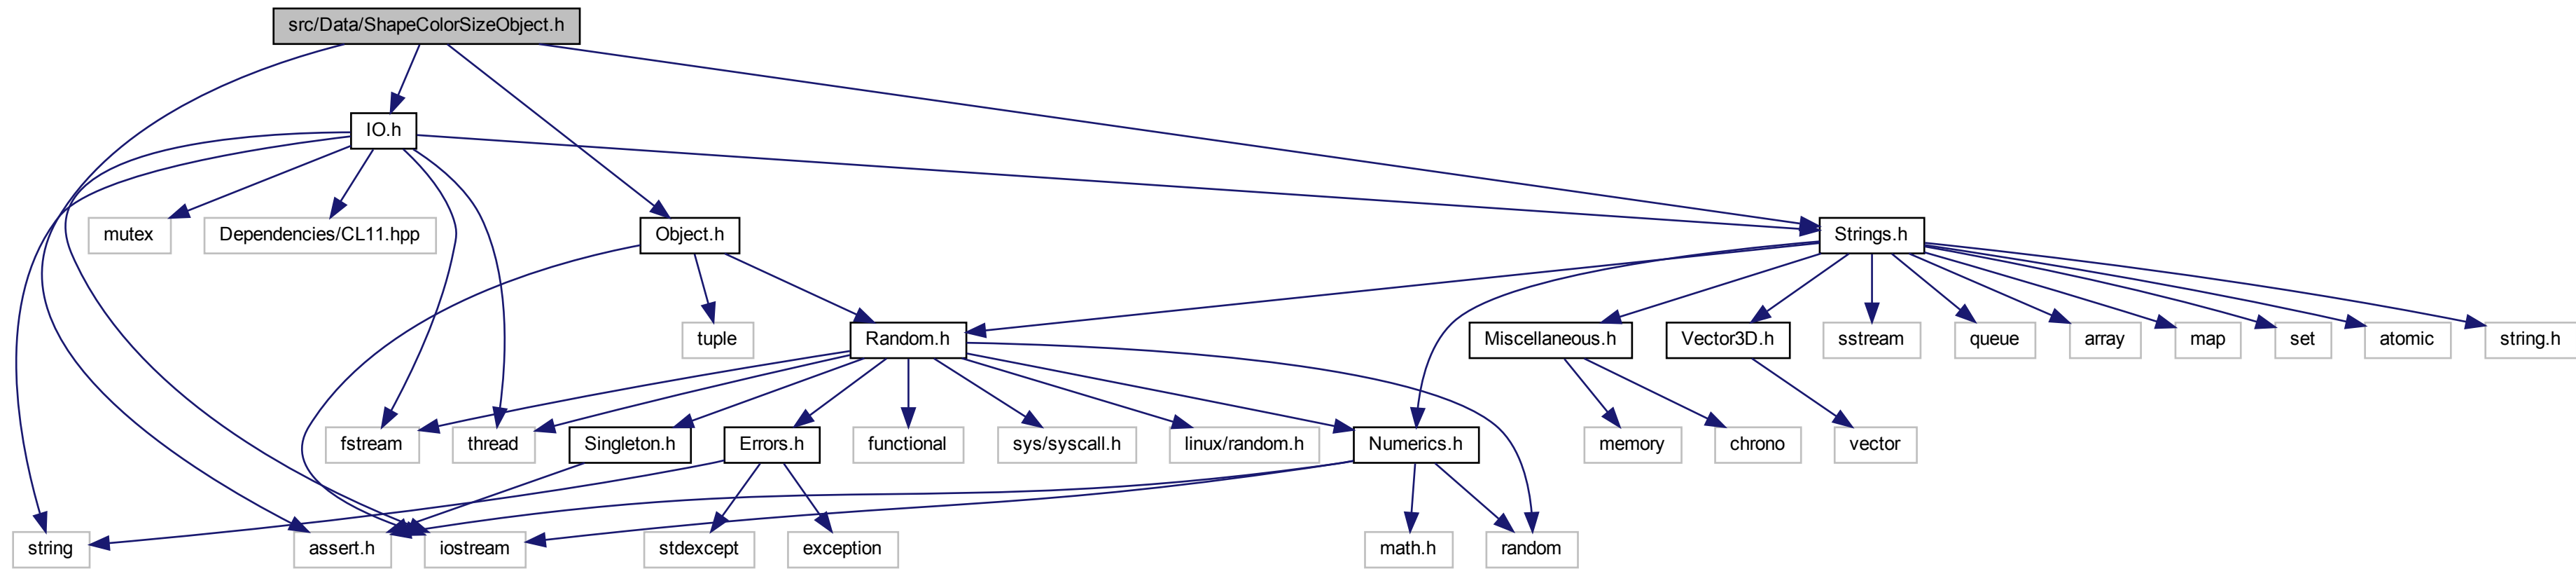 src/Data/ShapeColorSizeObject.h
IO.h
mutex
Dependencies/CL11.hpp
Object.h
Strings.h
tuple
Random.h
Miscellaneous.h
Vector3D.h
sstream
queue
array
map
set
atomic
string.h
fstream
thread
Singleton.h
Errors.h
functional
sys/syscall.h
linux/random.h
Numerics.h
memory
chrono
vector
string
assert.h
iostream
stdexcept
exception
math.h
random